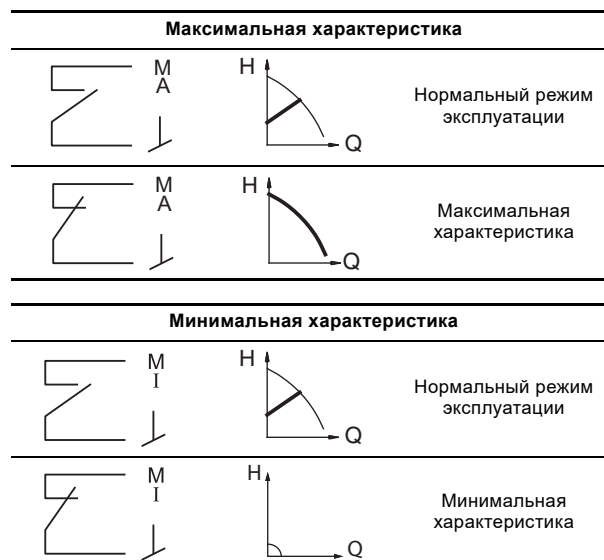 Максимальная характеристика
M
A
H
Q
Нормальный режим
эксплуатации
M
A
H
Q
Максимальная
характеристика
Минимальная характеристика
M
I
H
Q
Нормальный режим
эксплуатации
M
I
H
Q
Минимальная
характеристика